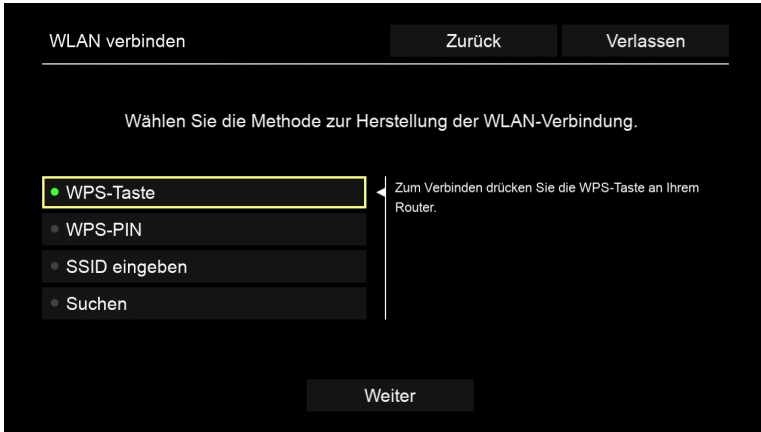 WLAN verbinden
Zurück
Verlassen
Wählen Sie die Methode zur Herstellung der WLAN-Verbindung.
WPS-Taste
WPS-PIN
SSID eingeben
Suchen
Zum Verbinden drücken Sie die WPS-Taste an Ihrem
Router.
Weiter